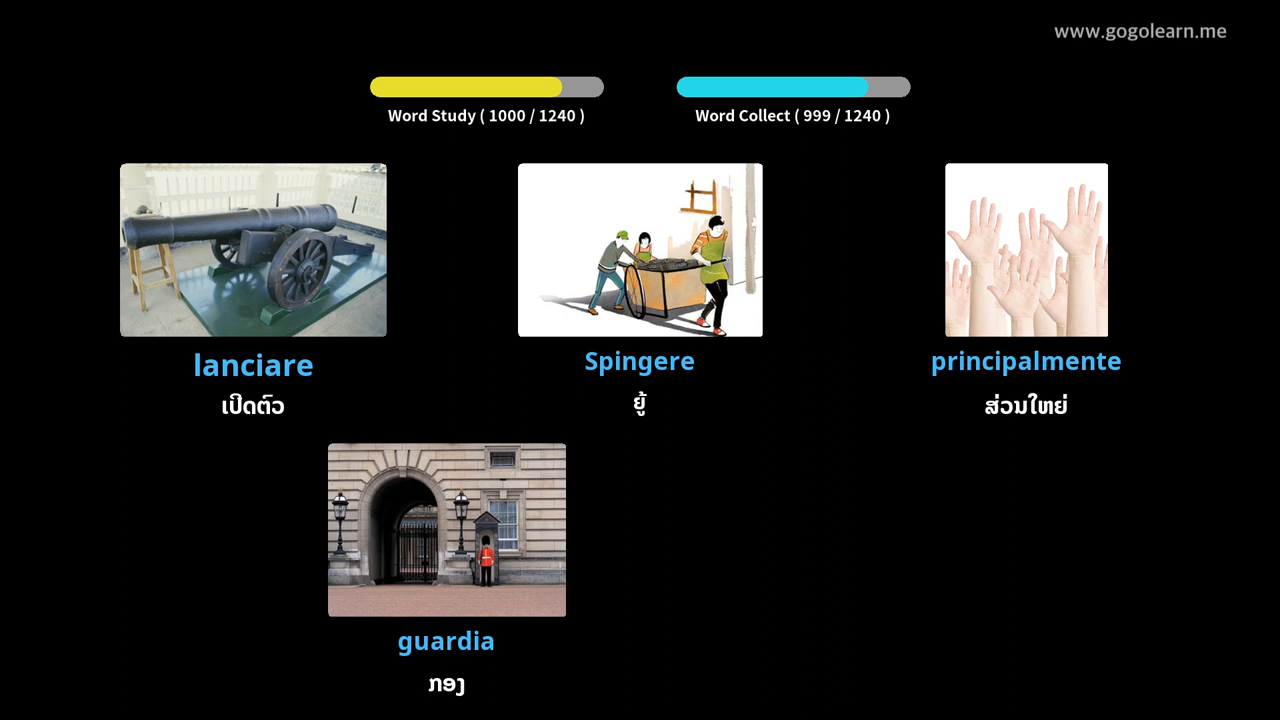 www.gogolearn.me
Word Study ( 1000 / 1240 )
Word Collect ( 999 / 1240 )
lanciare
Spingere
principalmente
ເປີດຕົວ
ຍູ້
ສ່ວນໃຫຍ່
guardia
ກອງ